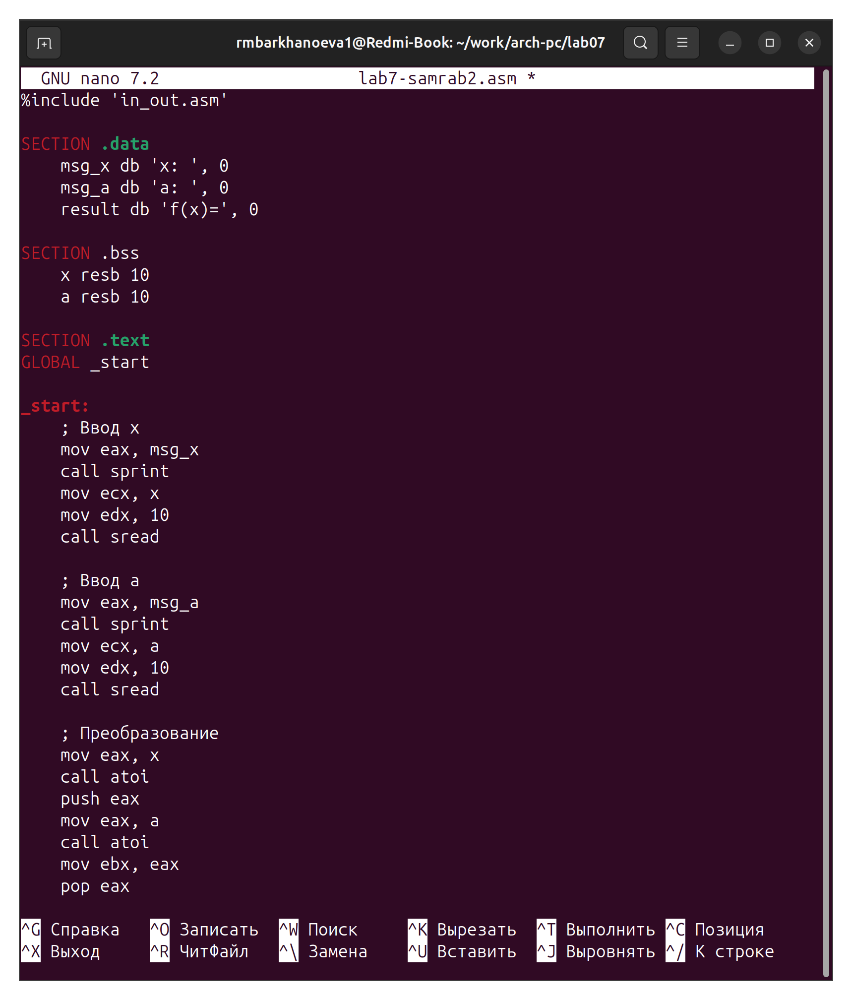 rmbarkhanoeva1@Redmi-Book: ~/work/arch-pc/lab07
GNU nano 7.2 lab7-samrab2.asm *
%include 'in_out.asm'
SECTION .data
msg_x db 'x: ', 0
msg_a db 'a: ', 0
result db 'f(x)=', 0
SECTION .bss
x resb 10
a resb 10
SECTION .text
GLOBAL _start
_start:
; Ввод x
mov eax, msg_x
call sprint
mov ecx, x
mov edx, 10
call sread
; Ввод a
mov eax, msg_a
call sprint
mov ecx, a
mov edx, 10
call sread
; Преобразование
mov eax, x
call atoi
push eax
mov eax, a
call atoi
mov ebx, eax
pop eax
^G Справка ^O Записать ^W Поиск ^K Вырезать ^T Выполнить ^C Позиция
^X Выход ^R ЧитФайл ^\ Замена ^U Вставить ^J Выровнять ^/ К строке